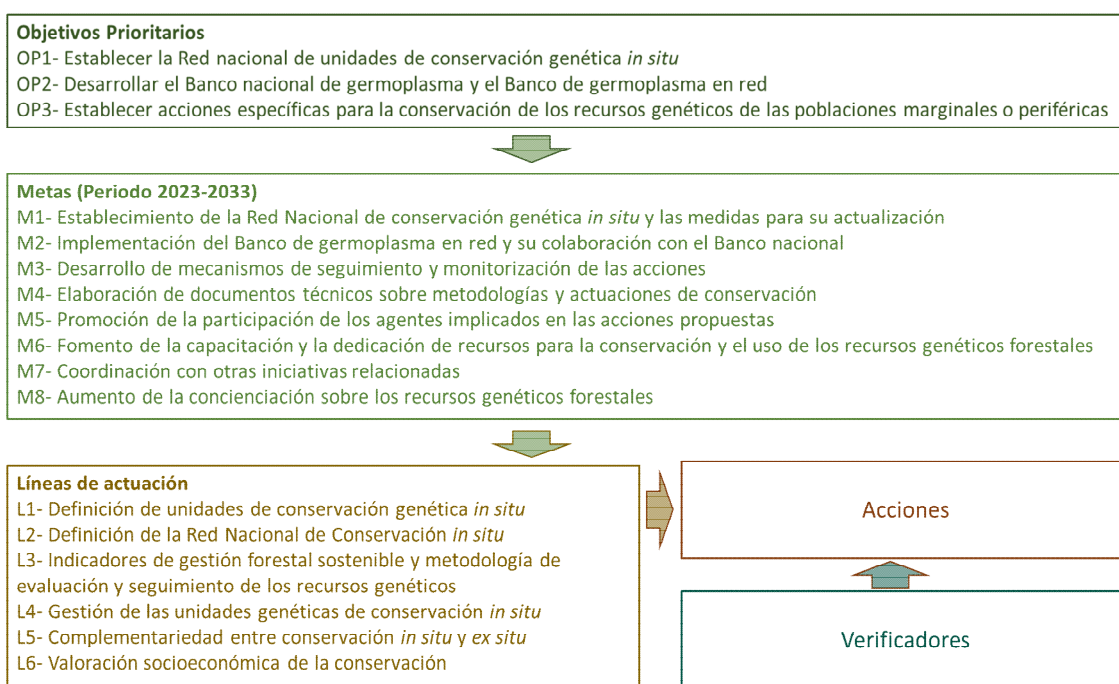 Objetivos Prioritarios
OP1- Establecer la Red nacional de unidades de conservación genética in situ
OP2- Desarrollar el Banco nacional de germoplasma y el Banco de germoplasma en red
OP3- Establecer acciones específicas para la conservación de los recursos genéticos de las poblaciones marginales o periféricas
Metas (Periodo 2023-2033)
M1- Establecimiento de la Red Nacional de conservación genética in situ y las medidas para su actualización
M2- Implementación del Banco de germoplasma en red y su colaboración con el Banco nacional
M3- Desarrollo de mecanismos de seguimiento y monitorización de las acciones
M4- Elaboración de documentos técnicos sobre metodologías y actuaciones de conservación
M5- Promoción de la participación de los agentes implicados en las acciones propuestas
M6- Fomento de la capacitación y la dedicación de recursos para la conservación y el uso de los recursos genéticos forestales
M7- Coordinación con otras iniciativas relacionadas
M8- Aumento de la concienciación sobre los recursos genéticos forestales
Líneas de actuación
L1- Definición de unidades de conservación genética in situ
L2- Definición de la Red Nacional de Conservación in situ
L3- Indicadores de gestión forestal sostenible y metodología de
evaluación y seguimiento de los recursos genéticos
L4- Gestión de las unidades genéticas de conservación in situ
L5- Complementariedad entre conservación in situ y ex situ
L6- Valoración socioeconómica de la conservación
Acciones
Verificadores